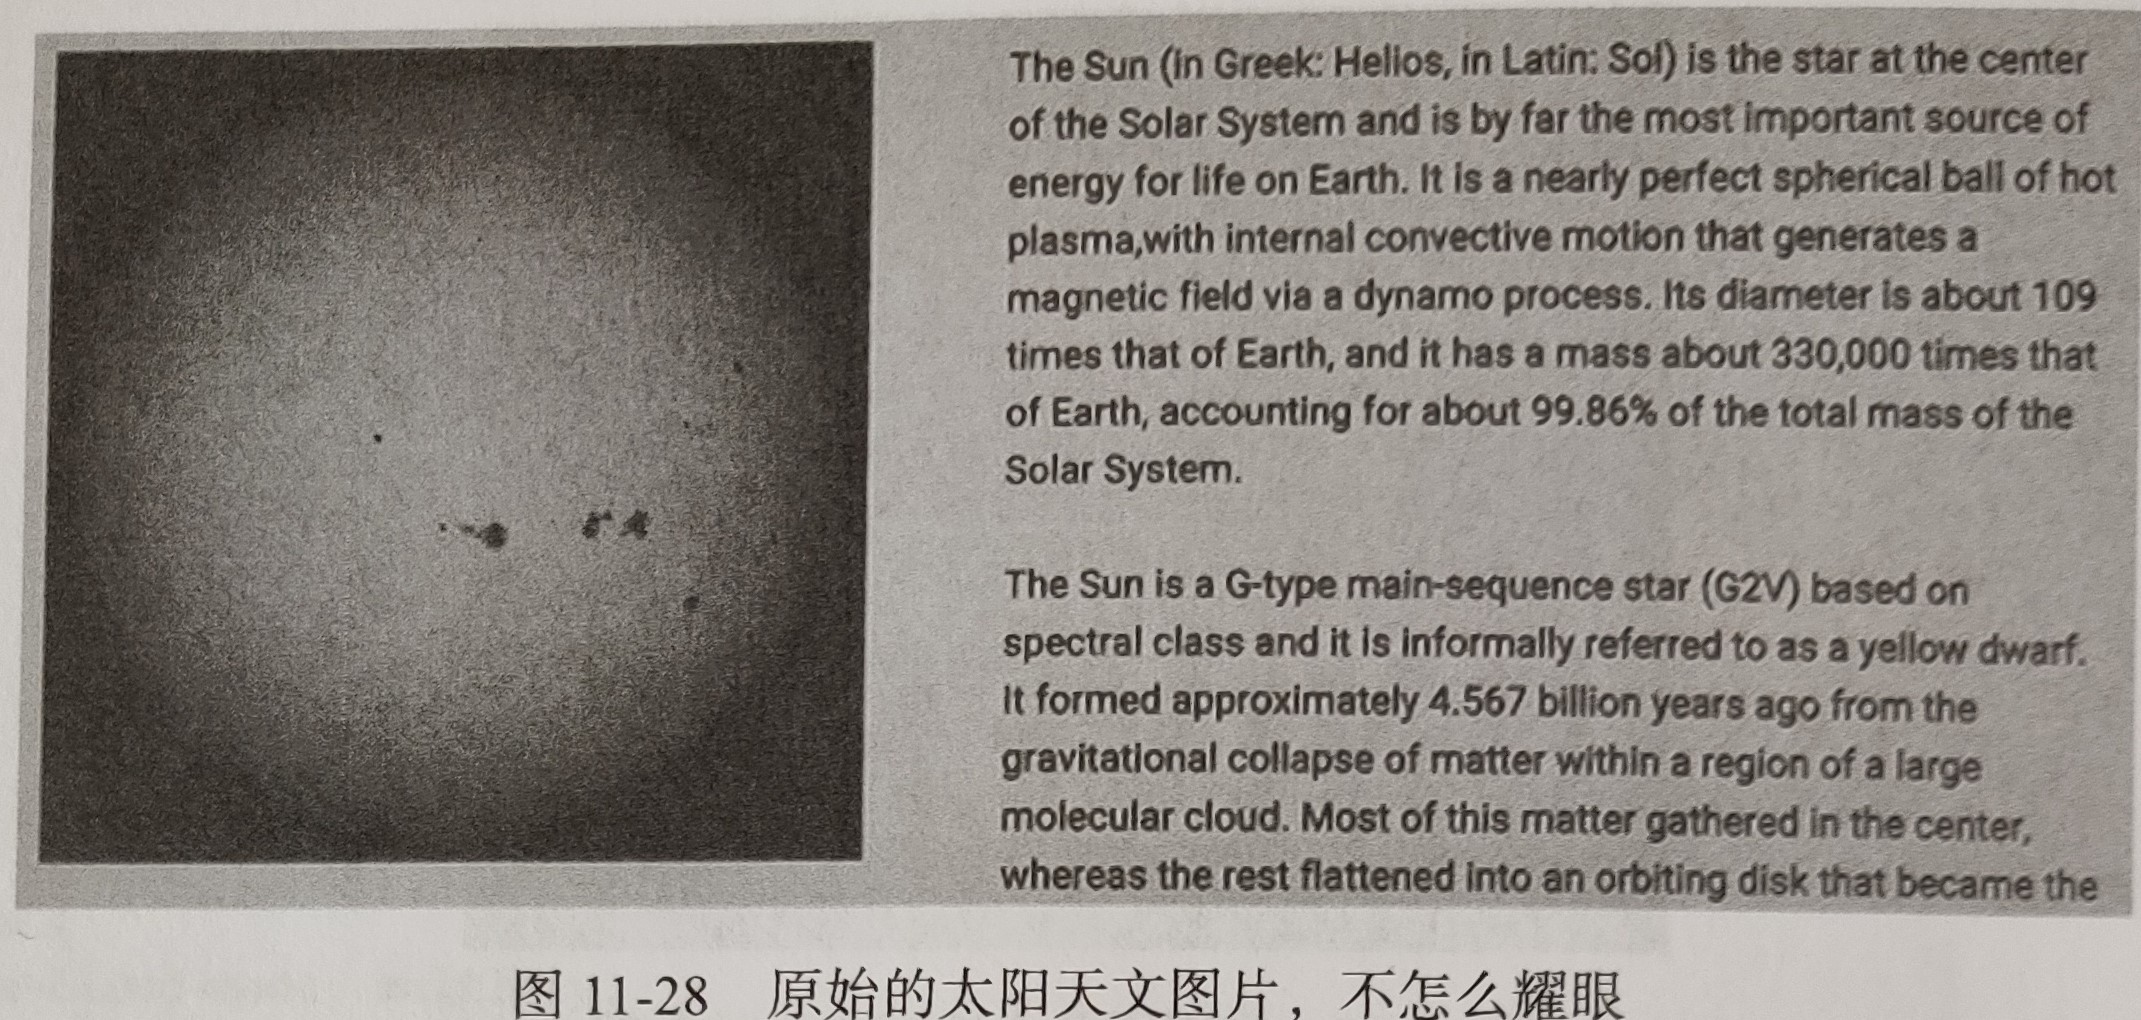 The Sun (in Greek: Helios, in Latin: Sol) is the star at the center
of the Solar System and is by far the most important source of
energy for life on Earth. It is a nearly perfect spherical ball of hot
plasma,with internal convective motion that generates a
magnetic field via a dynamo process. Its diameter is about 109
times that of Earth, and it has a mass about 330,000 times that
of Earth, accounting for about 99.86% of the total mass of the
Solar System.
The Sun is a G-type main-sequence star (G2V) based on
spectral class and it is informally referred to as a yellow dwarf.
It formed approximately 4.567 billion years ago from the
gravitational collapse of matter within a region of a large
molecular cloud. Most of this matter gathered in the center,
whereas the rest flattened into an orbiting disk that became the
图 11-28 原始的太阳天文图片，不怎么耀眼